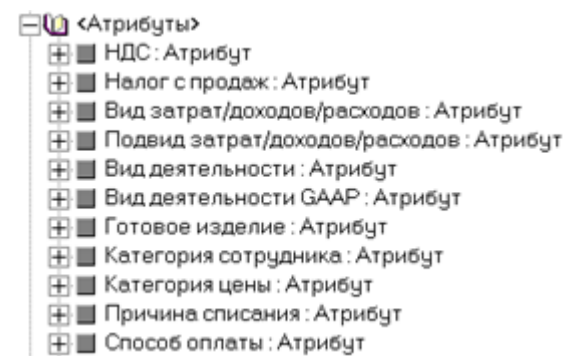 <Атрибуты>
НДС : Атрибут
Налог с продаж : Атрибут
Вид затрат/доходов/расходов : Атрибут
Подвид затрат/доходов/расходов : Атрибут
Вид деятельности : Атрибут
Вид деятельности GAAP : Атрибут
Готовое изделие : Атрибут
Категория сотрудника : Атрибут
Категория цены : Атрибут
Причина списания : Атрибут
Способ оплаты : Атрибут